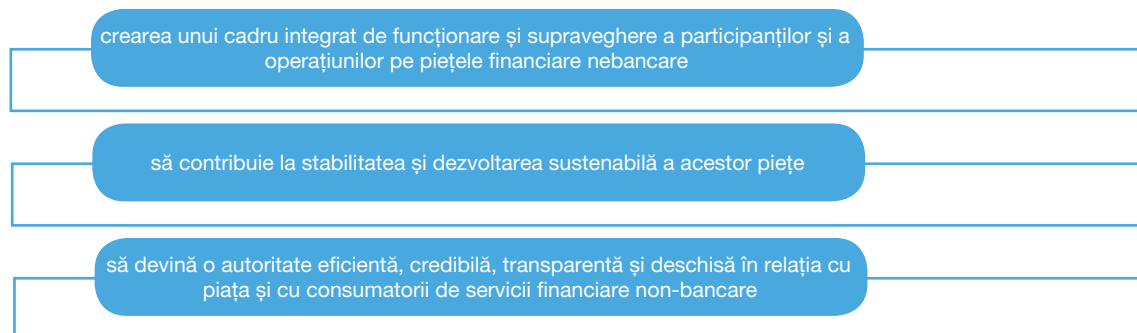 crearea unui cadru integrat de funcționare și supraveghere a participanților și a
operațiunilor pe piețele financiare nebancare
să contribuie la stabilitatea și dezvoltarea sustenabilă a acestor piețe
să devină o autoritate eficientă, credibilă, transparentă și deschisă în relația cu
piața și cu consumatorii de servicii financiare non-bancare